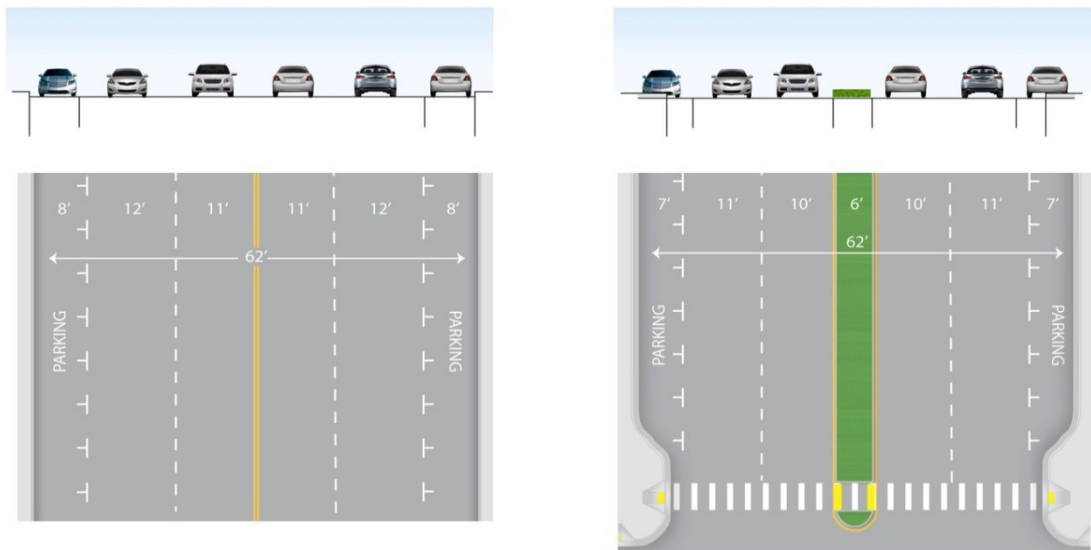 8' 12' 11' 11' 12' 8'
62'
PARKING
PARKING
7' 11' 10' 6' 10' 11' 7'
62'
PARKING
PARKING